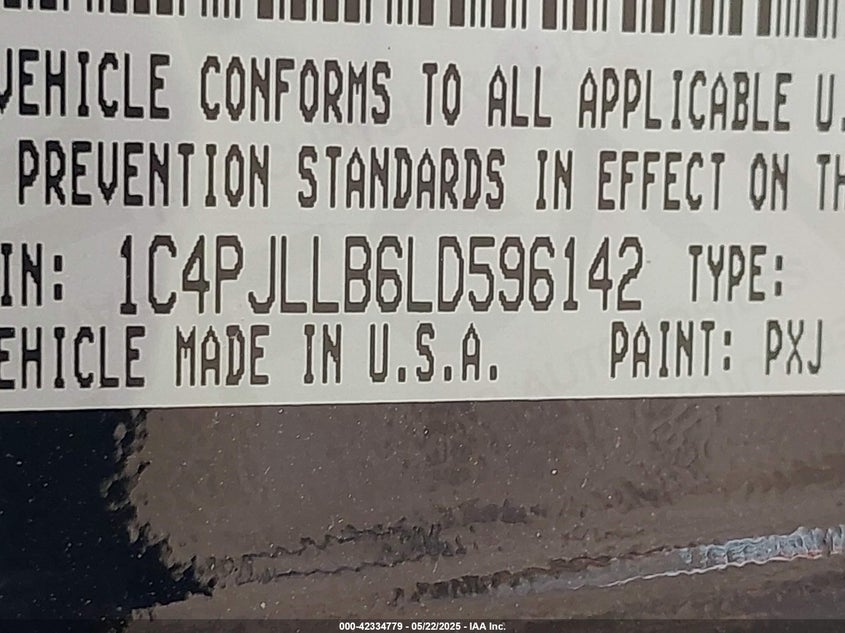 VEHICLE CONFORMS TO ALL APPLICABLE U.
PREVENTION STANDARDS IN EFFECT ON TH
IN: 1C4PJLLB6LD596142 TYPE:
EHICLE MADE IN U.S.A. PAINT: PXJ
000-42334779 - 05/22/2025 - IAA Inc.